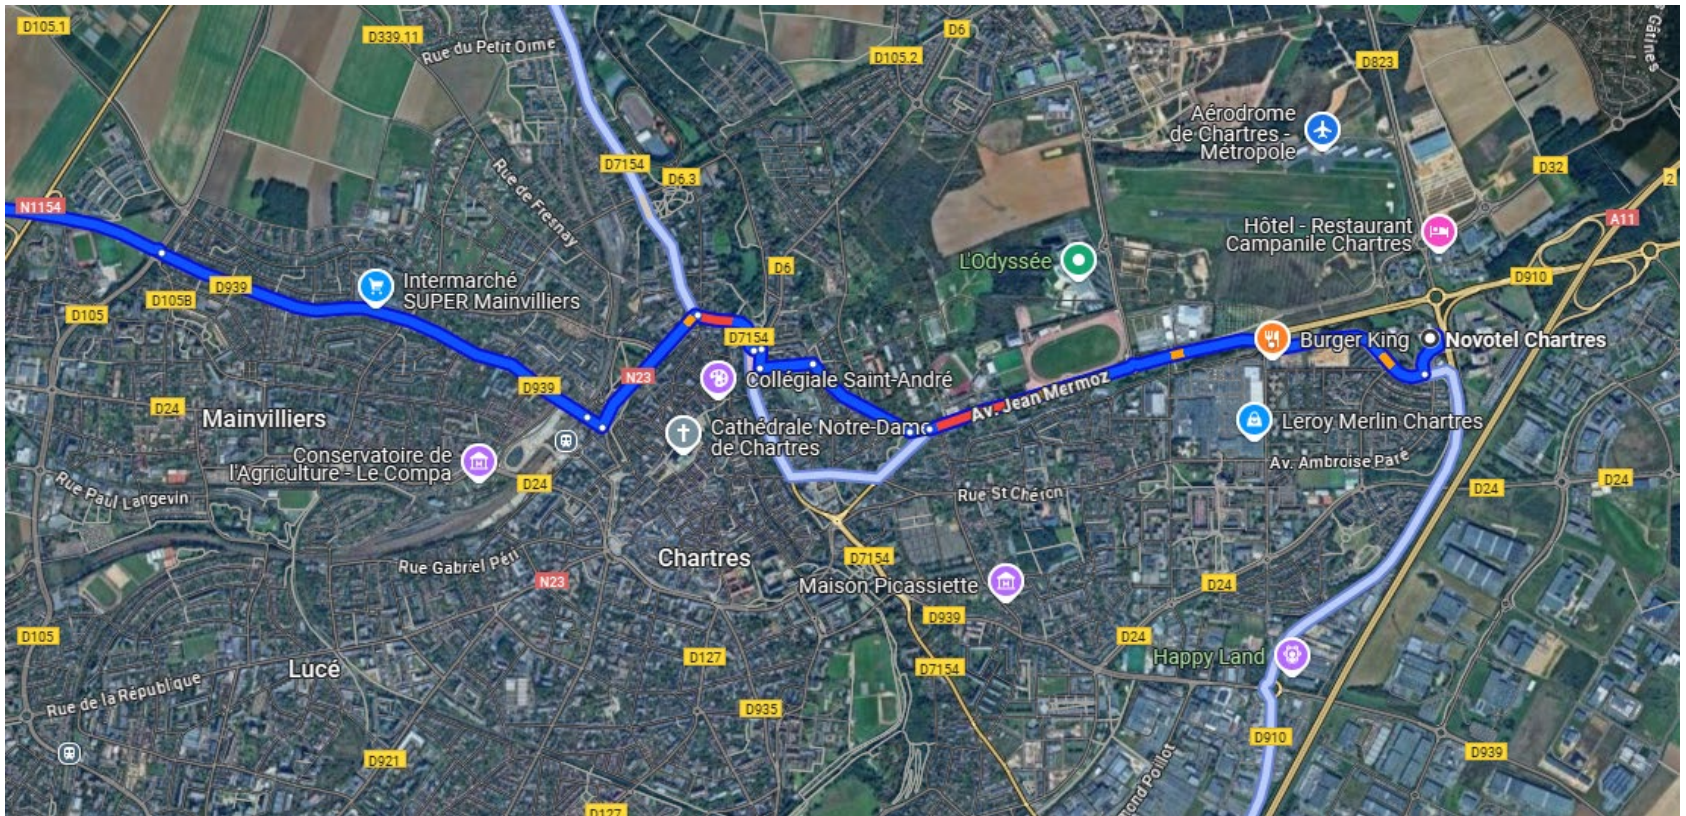 D105.1
D339.11
Rue du Petit Orme
D6
D105.2
D823
Aérodrome
de Chartres -
Métropole
D7154
D6.3
D32
2
Rue de Fresnay
N1154
A11
Hôtel - Restaurant
Campanile Chartres
L'Odyssée
D6
D910
Intermarché
SUPER Mainvilliers
D939
D105B
D105
D7154
Burger King
Novotel Chartres
N23
Collégiale Saint-André
D939
Av. Jean Mermoz
D24
Mainvilliers
Cathédrale Notre-Dame
de Chartres
Leroy Merlin Chartres
Conservatoire de
l'Agriculture - Le Compa
Av. Ambroise Paré
D24
D24
D24
Rue Paul Langevin
Rue St Chéron
Chartres
D7154
Rue Gabriel Péri
N23
Maison Picassiette
D24
D939
D105
D24
D127
Happy Land
Lucé
D7154
Rue de la République
D935
D910
D939
D921
ond Poillot
D127